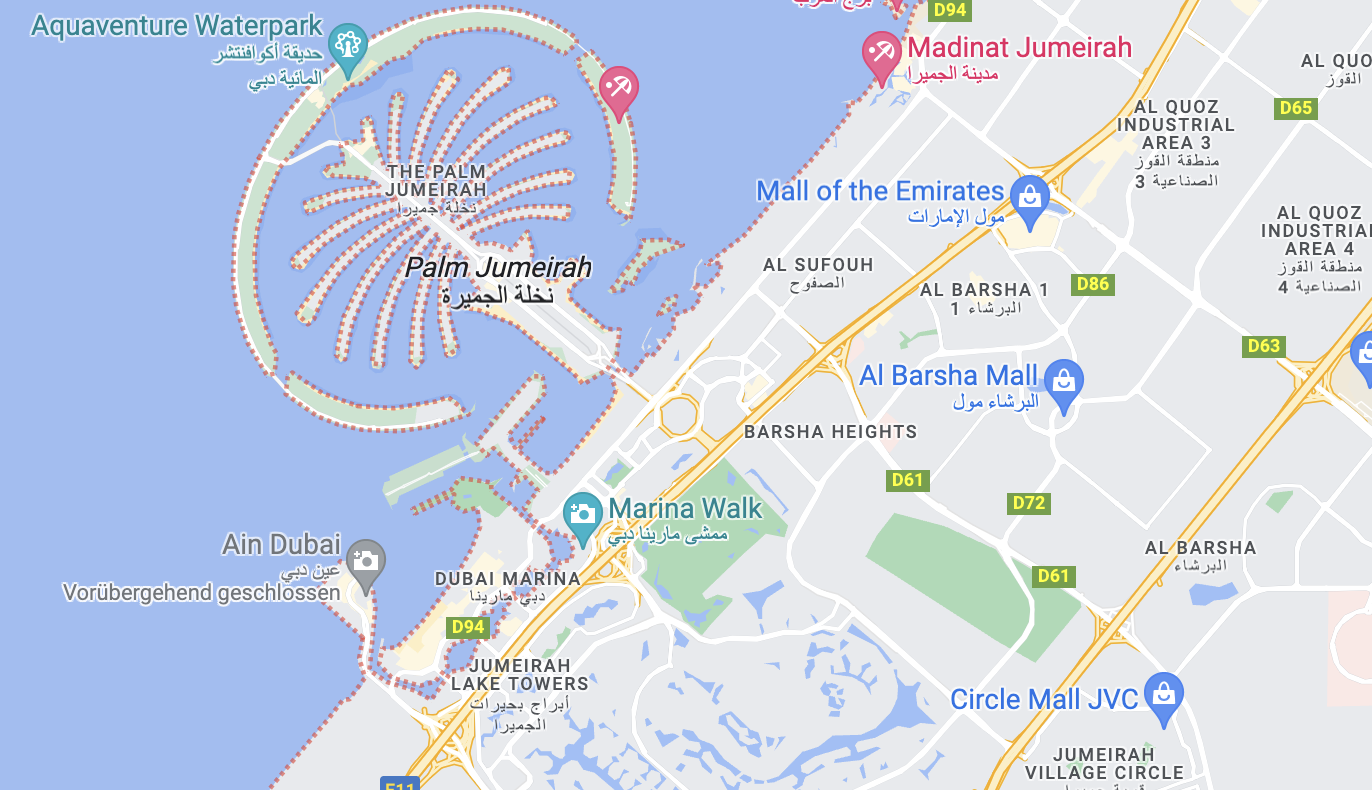 برج العرب
D94
Aquaventure Waterpark
حديقة أكوافنتشر
المائية دبي
Madinat Jumeirah
مدينة الجميرا
AL QUO
القوز
D65
AL QUOZ
INDUSTRIAL
AREA 3
منطقة القوز
الصناعية 3
THE PALM
JUMEIRAH
نخلة جميرا
Mall of the Emirates
مول الإمارات
AL QUOZ
INDUSTRIAL
AREA 4
منطقة القوز
الصناعية 4
Palm Jumeirah
نخلة الجميرة
AL SUFOUH
الصفوح
D86
AL BARSHA 1
البرشاء 1
D63
Al Barsha Mall
البرشاء مول
BARSHA HEIGHTS
D61
D72
Marina Walk
ممشى مارينا دبي
Ain Dubai
عين دبي
Vorübergehend geschlossen
AL BARSHA
البرشاء
DUBAI MARINA
دبي مارينا
D61
D94
JUMEIRAH
LAKE TOWERS
أبراج بحيرات
الجميرا
Circle Mall JVC
JUMEIRAH
VILLAGE CIRCLE
E11